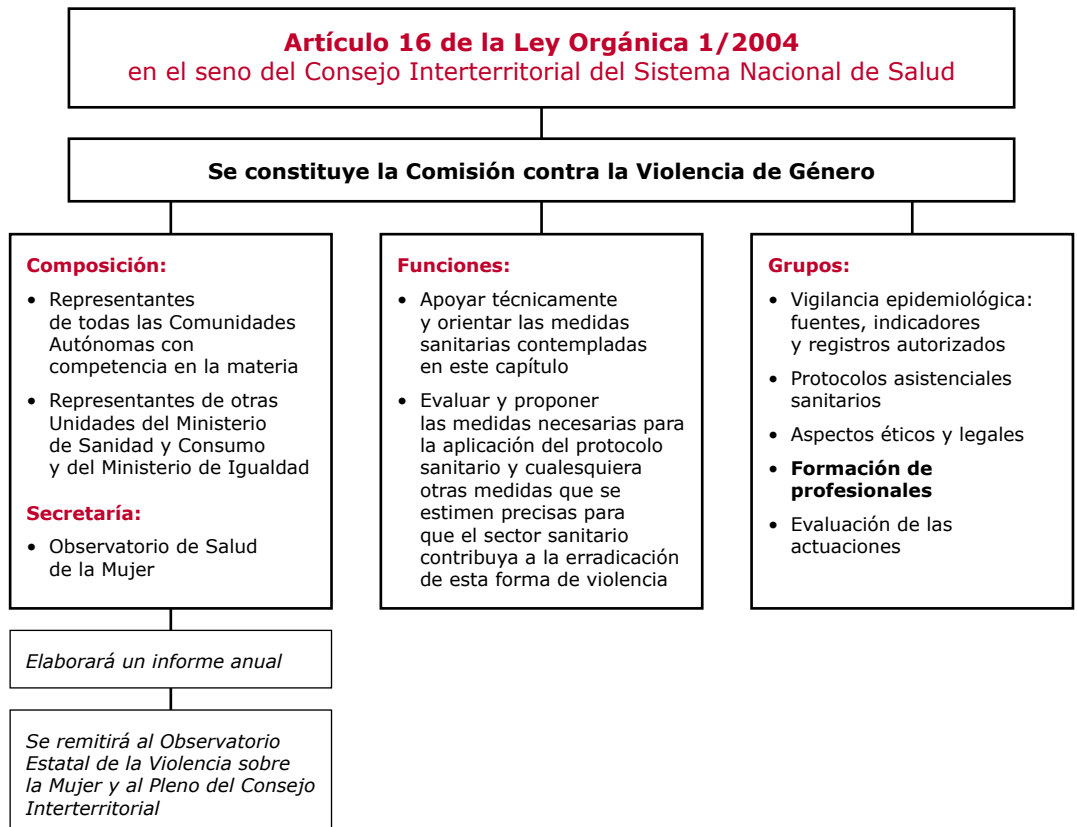 Artículo 16 de la Ley Orgánica 1/2004
en el seno del Consejo Interterritorial del Sistema Nacional de Salud
Se constituye la Comisión contra la Violencia de Género
Composición:
• Representantes
de todas las Comunidades
Autónomas con
competencia en la materia
• Representantes de otras
Unidades del Ministerio
de Sanidad y Consumo
y del Ministerio de Igualdad
Secretaría:
• Observatorio de Salud
de la Mujer
Funciones:
• Apoyar técnicamente
y orientar las medidas
sanitarias contempladas
en este capítulo
• Evaluar y proponer
las medidas necesarias para
la aplicación del protocolo
sanitario y cualesquiera
otras medidas que se
estimen precisas para
que el sector sanitario
contribuya a la erradicación
de esta forma de violencia
Grupos:
• Vigilancia epidemiológica:
fuentes, indicadores
y registros autorizados
• Protocolos asistenciales
sanitarios
• Aspectos éticos y legales
• Formación de
profesionales
• Evaluación de las
actuaciones
Elaborará un informe anual
Se remitirá al Observatorio
Estatal de la Violencia sobre
la Mujer y al Pleno del Consejo
Interterritorial